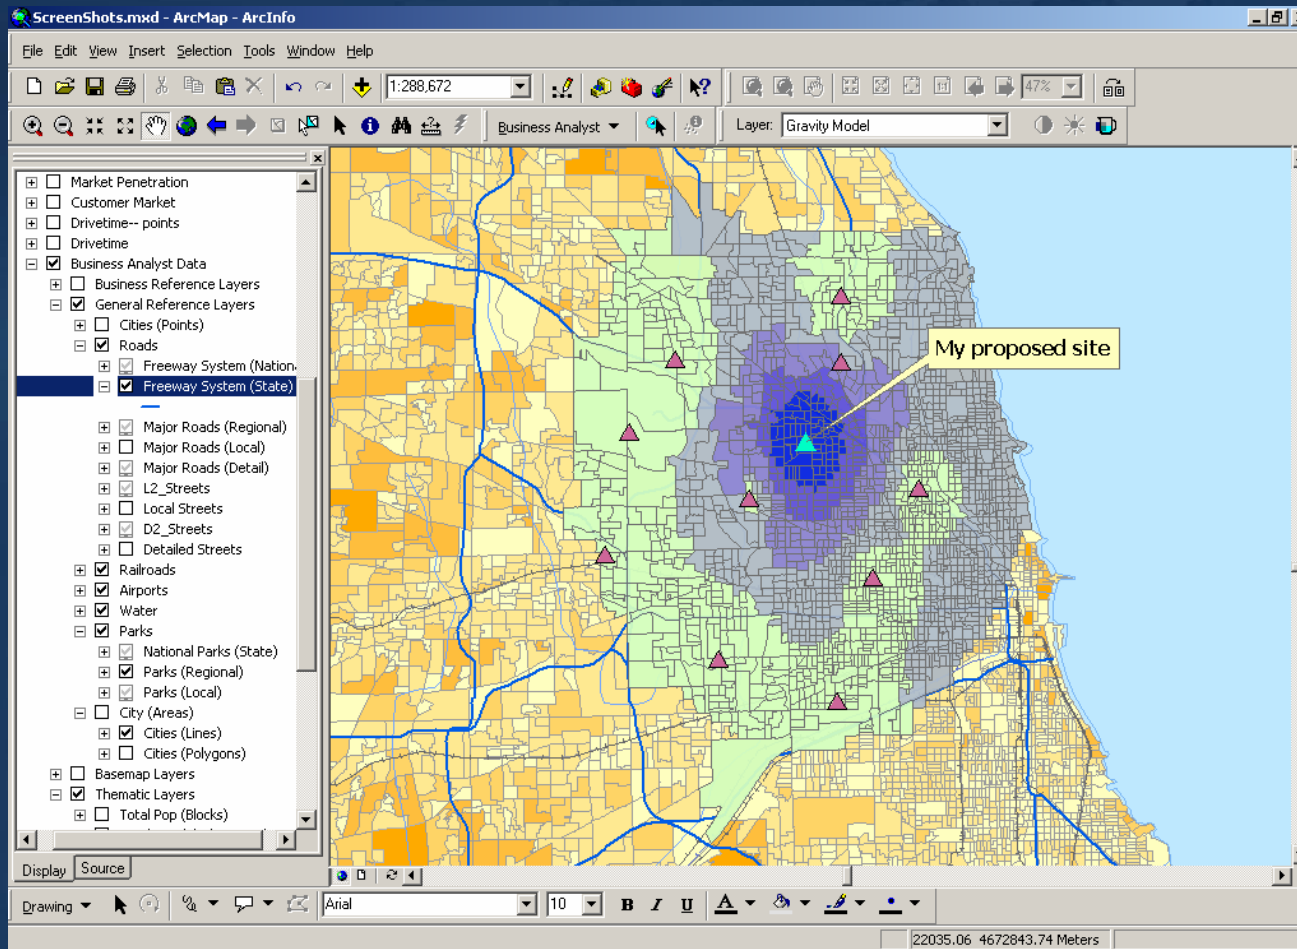 ScreenShots.mxd - ArcMap - ArcInfo
File Edit View Insert Selection Tools Window Help
1:288,672
47%
Business Analyst
Layer: Gravity Model
Market Penetration
Customer Market
Drivetime-- points
Drivetime
Business Analyst Data
Business Reference Layers
General Reference Layers
Cities (Points)
Roads
Freeway System (Nation
Freeway System (State)
Major Roads (Regional)
Major Roads (Local)
Major Roads (Detail)
L2_Streets
Local Streets
D2_Streets
Detailed Streets
Railroads
Airports
Water
Parks
National Parks (State)
Parks (Regional)
Parks (Local)
City (Areas)
Cities (Lines)
Cities (Polygons)
Basemap Layers
Thematic Layers
Total Pop (Blocks)
My proposed site
Display Source
Drawing Arial 10 B I U A
22035.06 4672843.74 Meters